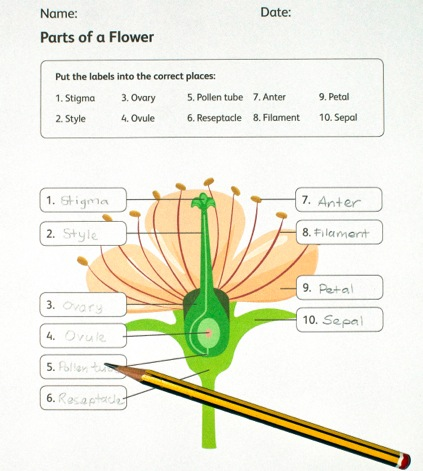 Name: Date:
Parts of a Flower
Put the labels into the correct places:
1. Stigma 3. Ovary 5. Pollen tube 7. Anter 9. Petal
2. Style 4. Ovule 6. Reseptacle 8. Filament 10. Sepal
1. Stigma 7. Anter
2. Style 8. Filament
9. Petal
3. Ovary 10. Sepal
4. Ovule
5. Pollen
6. Reseptacle